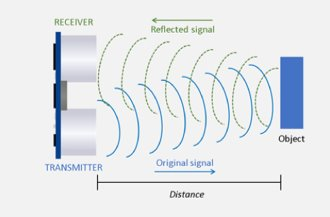 RECEIVER
Reflected signal
Object
TRANSMITTER
Original signal
Distance